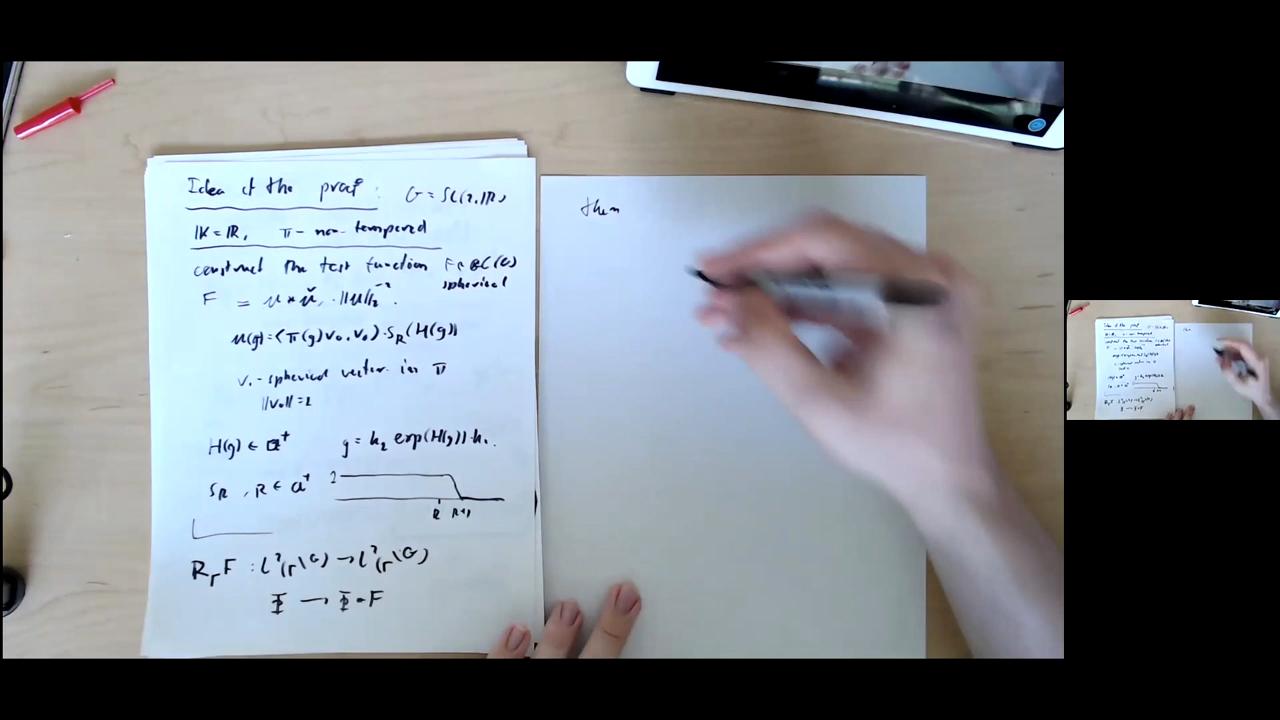 Idea of the proof: G = SL(2, ℝ)
𝕂 = ℝ, π - non-tempered
construct the test function F ∈ C(G)
spherical
F = u * ǔ · ||u||₂⁻²
u(g) = ⟨π(g) v₀, v₀⟩ · S_R(H(g))
v₀ - spherical vector in π
||v₀|| = 1
H(g) ∈ 𝔞⁺ g = k₂ exp(H(g)) k₁
S_R, R ∈ 𝔞⁺
R R+1
R_Γ F : L²(Γ\G) → L²(Γ\G)
Φ → Φ * F
then